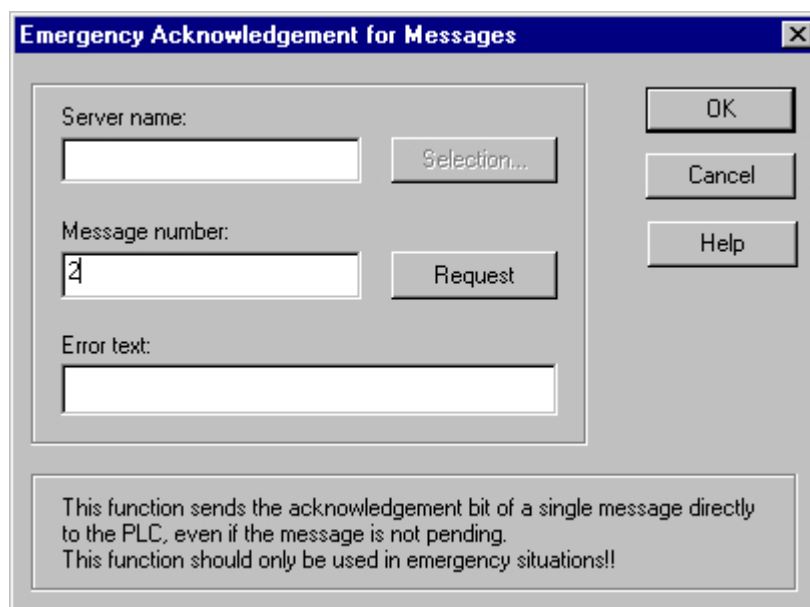 Emergency Acknowledgement for Messages
Server name:
Selection...
OK
Cancel
Message number:
2
Request
Help
Error text:
This function sends the acknowledgement bit of a single message directly
to the PLC, even if the message is not pending.
This function should only be used in emergency situations!!